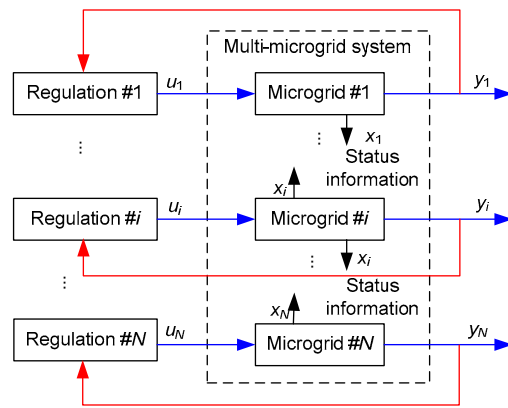 Multi-microgrid system
Regulation #1
u1
Microgrid #1
y1
...
...
x1
Status
information
xi
Regulation #i
ui
Microgrid #i
yi
...
xi
...
Status
information
xN
Regulation #N
uN
Microgrid #N
yN